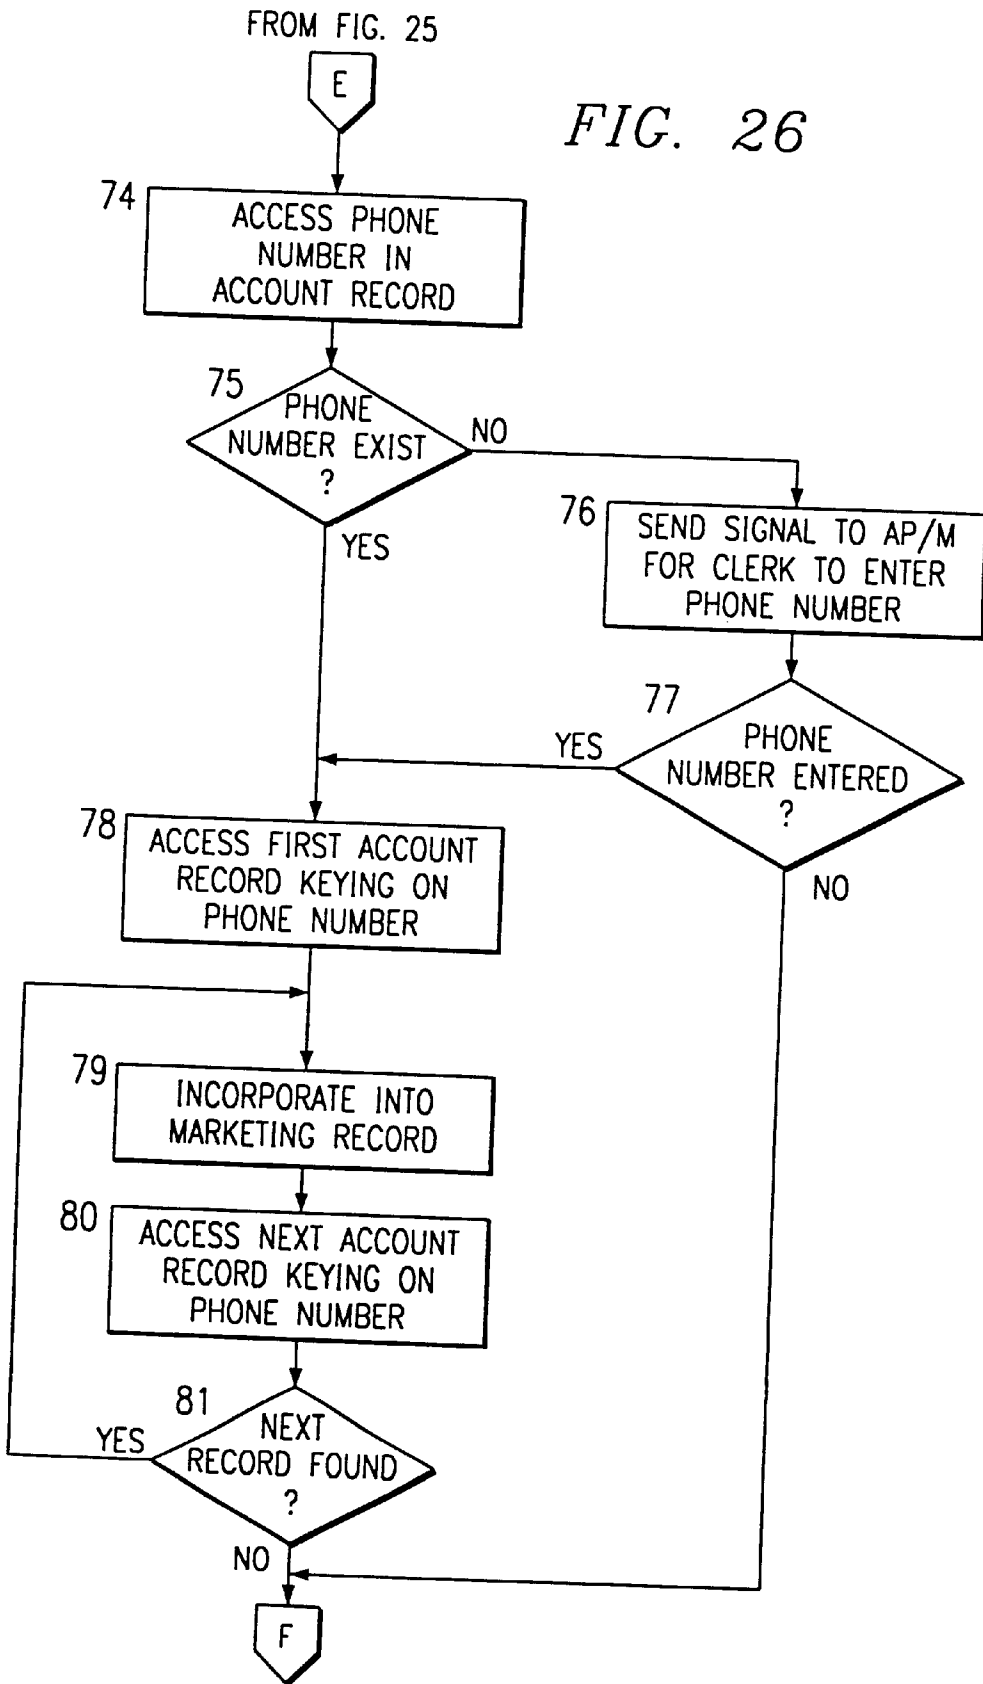 FROM FIG. 25
E
FIG. 26
74
ACCESS PHONE
NUMBER IN
ACCOUNT RECORD
75
PHONE
NUMBER EXIST
?
NO
YES
76
SEND SIGNAL TO AP/M
FOR CLERK TO ENTER
PHONE NUMBER
77
PHONE
NUMBER ENTERED
?
YES
NO
78
ACCESS FIRST ACCOUNT
RECORD KEYING ON
PHONE NUMBER
79
INCORPORATE INTO
MARKETING RECORD
80
ACCESS NEXT ACCOUNT
RECORD KEYING ON
PHONE NUMBER
81
NEXT
RECORD FOUND
?
YES
NO
F